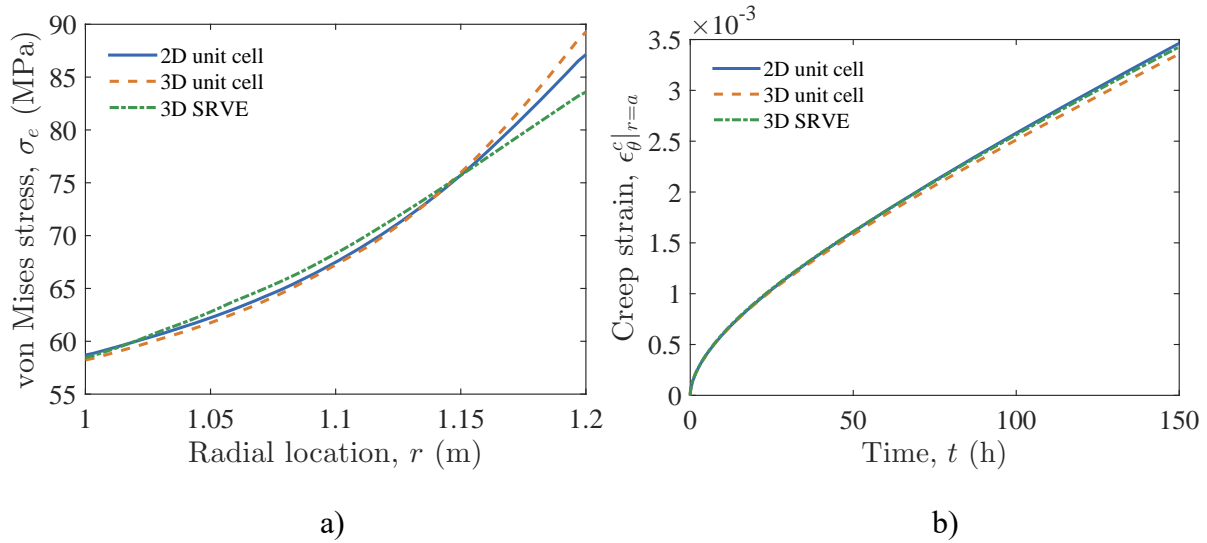 90
85
80
75
70
65
60
55
von Mises stress, σₑ (MPa)
2D unit cell
3D unit cell
3D SRVE
1 1.05 1.1 1.15 1.2
Radial location, r (m)
a)
×10⁻³
3.5
3
2.5
2
1.5
1
0.5
0
Creep strain, ϵ_θ^c|_{r=a}
2D unit cell
3D unit cell
3D SRVE
0 50 100 150
Time, t (h)
b)